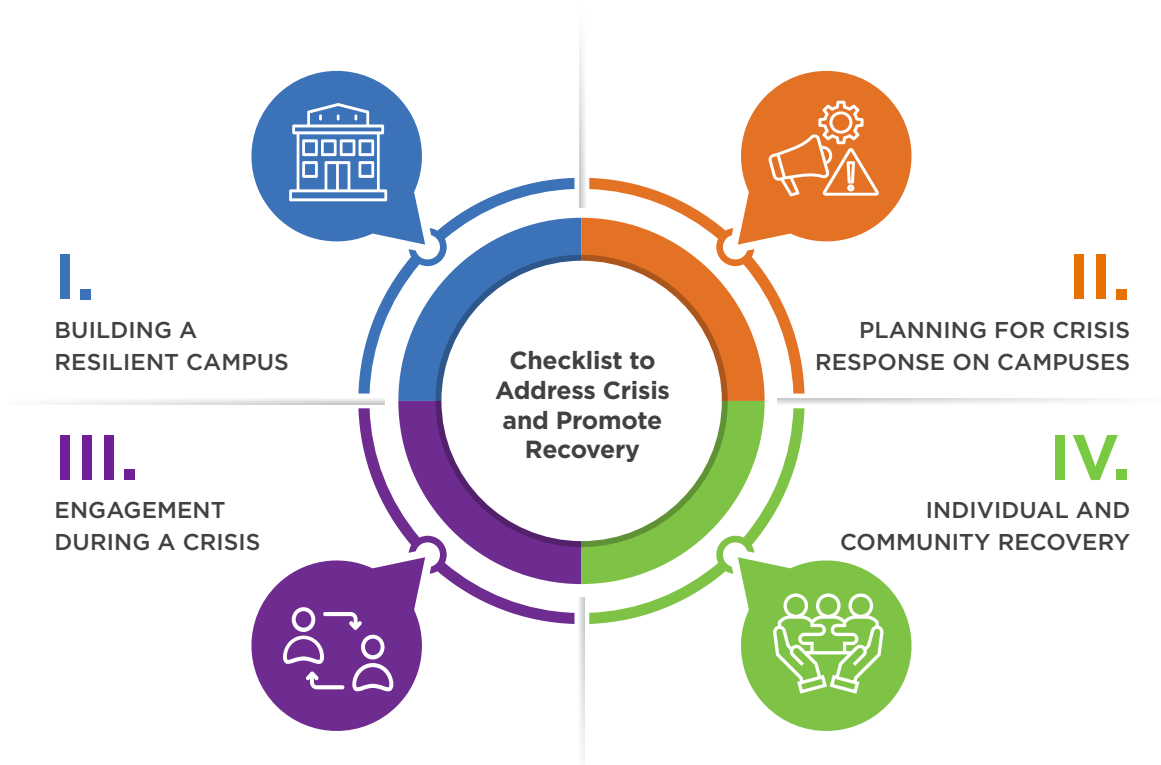 I.
BUILDING A
RESILIENT CAMPUS
II.
PLANNING FOR CRISIS
RESPONSE ON CAMPUSES
Checklist to
Address Crisis
and Promote
Recovery
III.
ENGAGEMENT
DURING A CRISIS
IV.
INDIVIDUAL AND
COMMUNITY RECOVERY